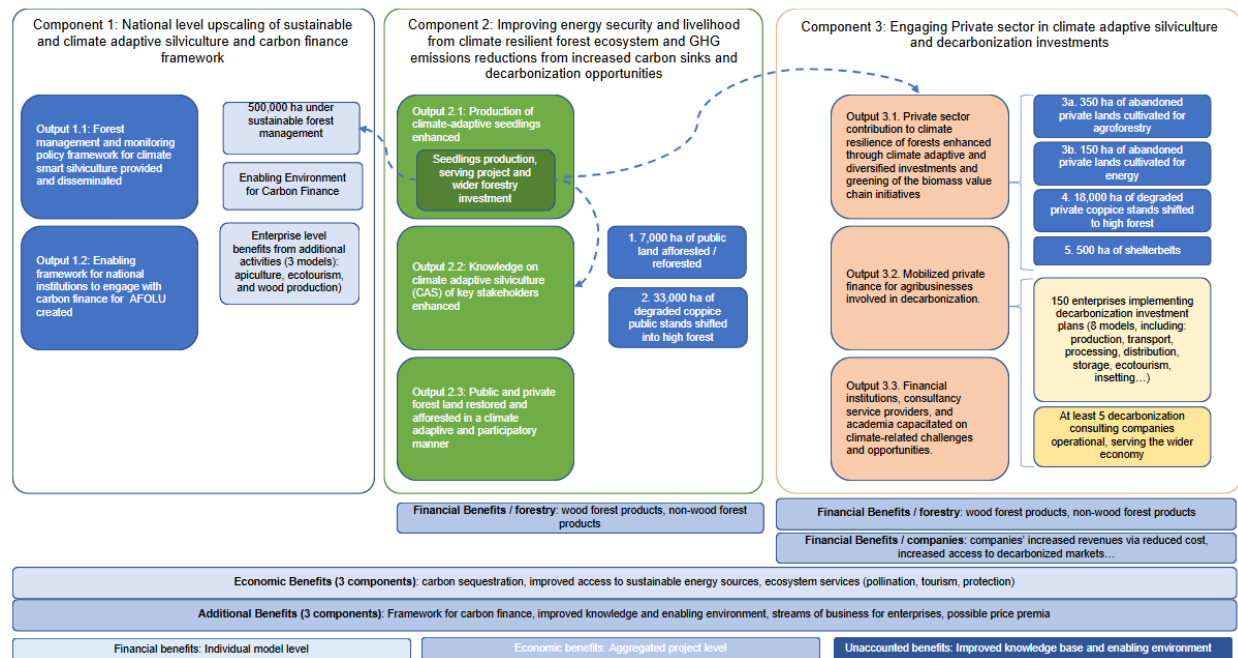 Component 1: National level upscaling of sustainable
and climate adaptive silviculture and carbon finance
framework
Output 1.1: Forest
management and monitoring
policy framework for climate
smart silviculture provided
and disseminated
500,000 ha under
sustainable forest
management
Enabling Environment
for Carbon Finance
Output 1.2: Enabling
framework for national
institutions to engage with
carbon finance for AFOLU
created
Enterprise level
benefits from additional
activities (3 models):
apiculture, ecotourism,
and wood production)
Component 2: Improving energy security and livelihood
from climate resilient forest ecosystem and GHG
emissions reductions from increased carbon sinks and
decarbonization opportunities
Output 2.1: Production of
climate-adaptive seedlings
enhanced
Seedlings production,
serving project and
wider forestry
investment
Output 2.2: Knowledge on
climate adaptive silviculture
(CAS) of key stakeholders
enhanced
1. 7,000 ha of public
land afforested /
reforested
2. 33,000 ha of
degraded coppice
public stands shifted
into high forest
Output 2.3: Public and private
forest land restored and
afforested in a climate
adaptive and participatory
manner
Component 3: Engaging Private sector in climate adaptive silviculture
and decarbonization investments
Output 3.1. Private sector
contribution to climate
resilience of forests enhanced
through climate adaptive and
diversified investments and
greening of the biomass value
chain initiatives
3a. 350 ha of abandoned
private lands cultivated for
agroforestry
3b. 150 ha of abandoned
private lands cultivated for
energy
4. 18,000 ha of degraded
private coppice stands shifted
to high forest
5. 500 ha of shelterbelts
Output 3.2. Mobilized private
finance for agribusinesses
involved in decarbonization.
150 enterprises implementing
decarbonization investment
plans (8 models, including:
production, transport,
processing, distribution,
storage, ecotourism,
insetting…)
Output 3.3. Financial
institutions, consultancy
service providers, and
academia capacitated on
climate-related challenges
and opportunities.
At least 5 decarbonization
consulting companies
operational, serving the wider
economy
Financial Benefits / forestry: wood forest products, non-wood forest
products
Financial Benefits / forestry: wood forest products, non-wood forest products
Financial Benefits / companies: companies' increased revenues via reduced cost,
increased access to decarbonized markets…
Economic Benefits (3 components): carbon sequestration, improved access to sustainable energy sources, ecosystem services (pollination, tourism, protection)
Additional Benefits (3 components): Framework for carbon finance, improved knowledge and enabling environment, streams of business for enterprises, possible price premia
Financial benefits: Individual model level
Economic benefits: Aggregated project level
Unaccounted benefits: Improved knowledge base and enabling environment